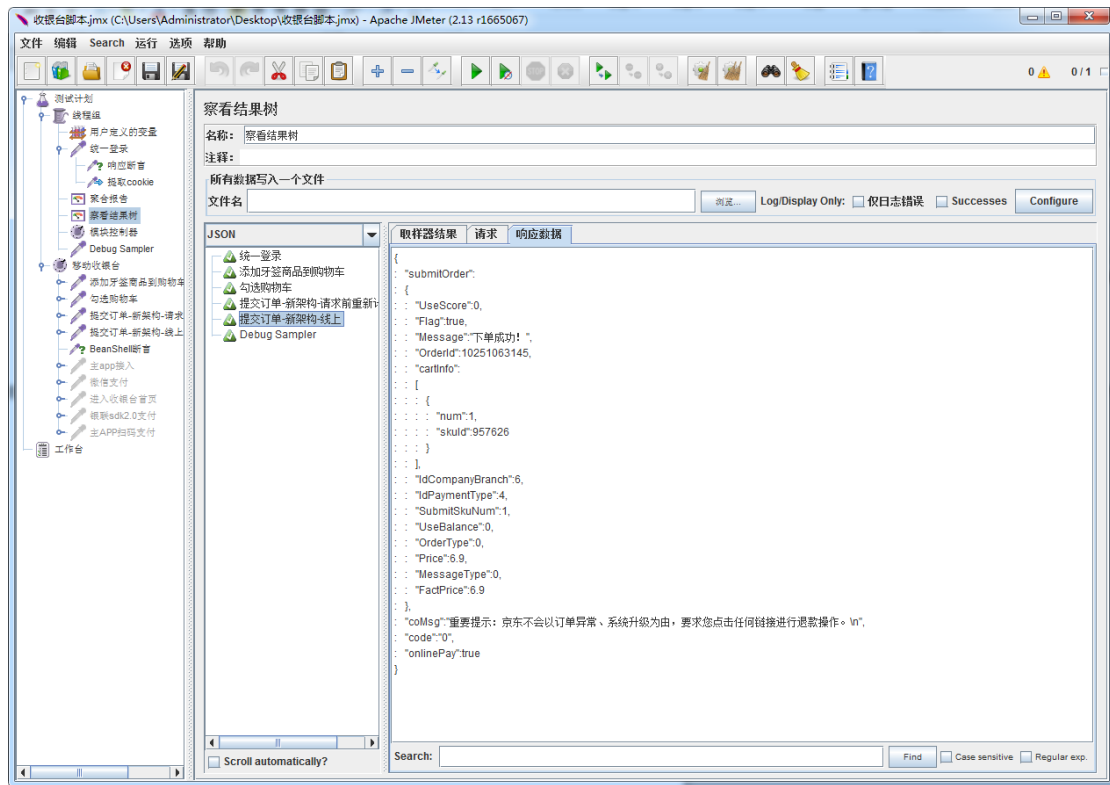 收银台脚本.jmx (C:\Users\Administrator\Desktop\收银台脚本.jmx) - Apache JMeter (2.13 r1665067)
文件 编辑 Search 运行 选项 帮助
0 0/1
测试计划
线程组
用户定义的变量
统一登录
响应断言
提取cookie
聚合报告
察看结果树
模块控制器
Debug Sampler
移动收银台
添加牙签商品到购物车
勾选购物车
提交订单-新架构-请求
提交订单-新架构-线上
BeanShell断言
主app接入
微信支付
进入收银台首页
银联sdk2.0支付
主APP扫码支付
工作台
察看结果树
名称: 察看结果树
注释:
所有数据写入一个文件
文件名 浏览... Log/Display Only: 仅日志错误 Successes Configure
JSON
统一登录
添加牙签商品到购物车
勾选购物车
提交订单-新架构-请求前重新计
提交订单-新架构-线上
Debug Sampler
Scroll automatically?
取样器结果 请求 响应数据
{
: "submitOrder":
: {
: : "UseScore":0,
: : "Flag":true,
: : "Message":"下单成功! ",
: : "OrderId":10251063145,
: : "cartInfo":
: : [
: : : {
: : : : "num":1,
: : : : "skuId":957626
: : : }
: : ],
: : "IdCompanyBranch":6,
: : "IdPaymentType":4,
: : "SubmitSkuNum":1,
: : "UseBalance":0,
: : "OrderType":0,
: : "Price":6.9,
: : "MessageType":0,
: : "FactPrice":6.9
: },
: "coMsg":"重要提示：京东不会以订单异常、系统升级为由，要求您点击任何链接进行退款操作。\n",
: "code":"0",
: "onlinePay":true
}
Search: Find Case sensitive Regular exp.